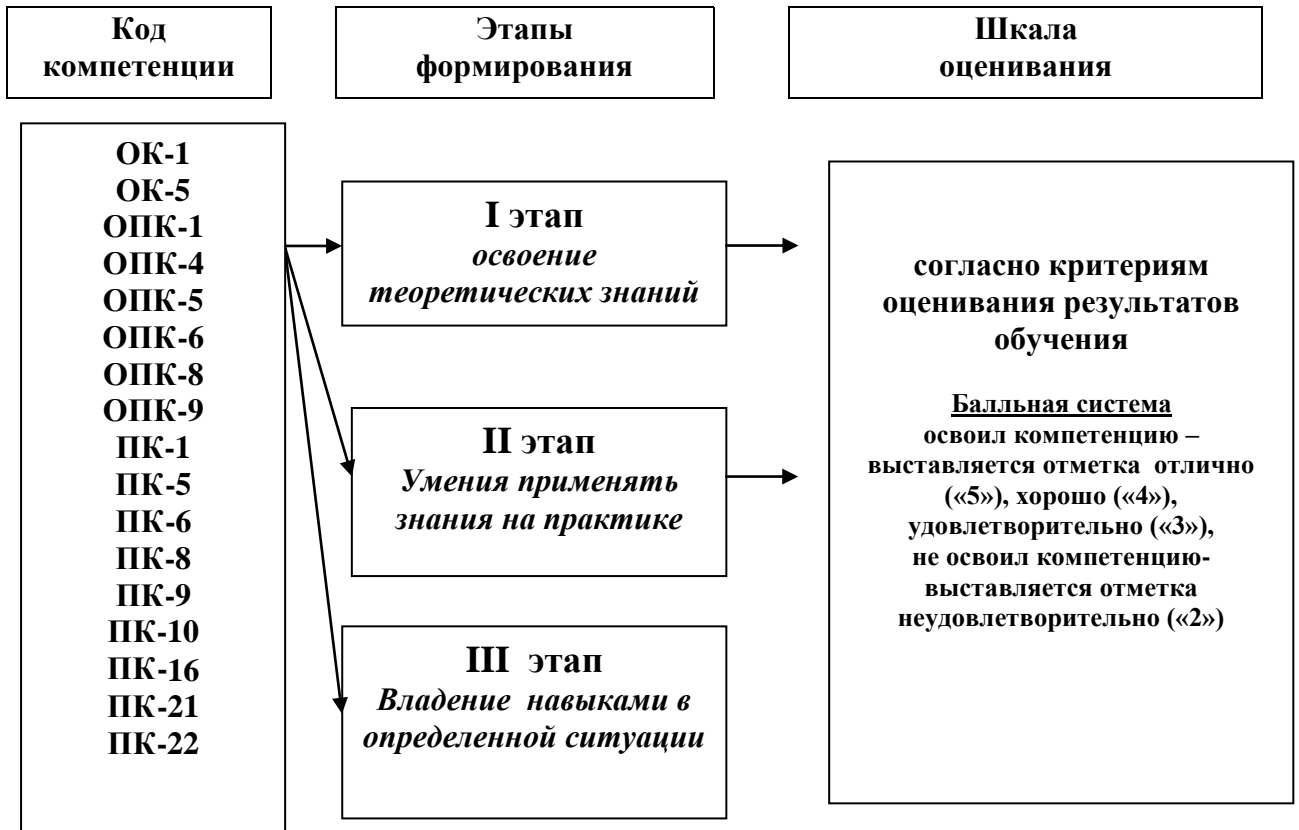 Код
компетенции
Этапы
формирования
Шкала
оценивания
ОК-1
ОК-5
ОПК-1
ОПК-4
ОПК-5
ОПК-6
ОПК-8
ОПК-9
ПК-1
ПК-5
ПК-6
ПК-8
ПК-9
ПК-10
ПК-16
ПК-21
ПК-22
I этап
освоение
теоретических знаний
II этап
Умения применять
знания на практике
III этап
Владение навыками в
определенной ситуации
согласно критериям
оценивания результатов
обучения
Балльная система
освоил компетенцию –
выставляется отметка отлично
(«5»), хорошо («4»),
удовлетворительно («3»),
не освоил компетенцию-
выставляется отметка
неудовлетворительно («2»)